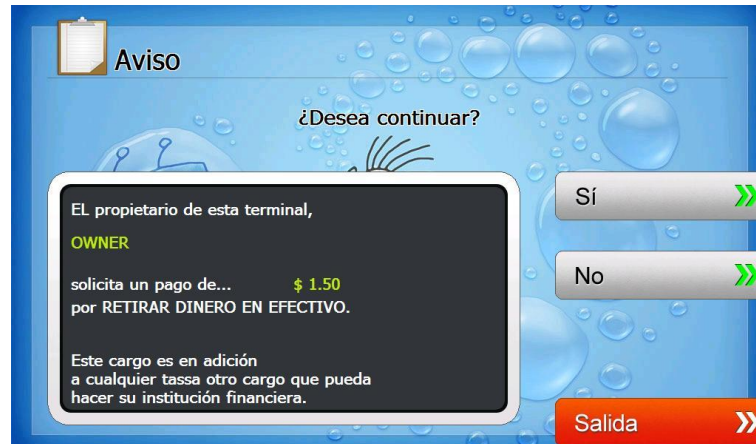 Aviso
¿Desea continuar?
EL propietario de esta terminal,
OWNER
solicita un pago de... $ 1.50
por RETIRAR DINERO EN EFECTIVO.
Este cargo es en adición
a cualquier tassa otro cargo que pueda
hacer su institución financiera.
Sí
No
Salida